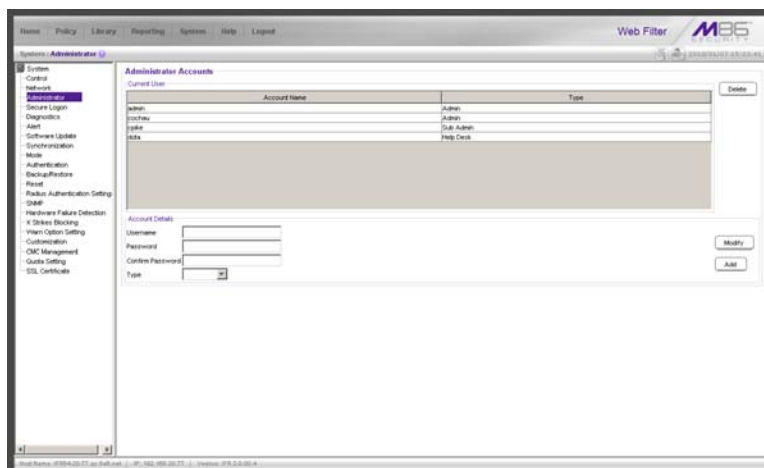 Home Policy Library Reporting System Help Logout
Web Filter
M86
SECURITY
System : Administrator
System
Control
Network
Administrator
Secure Logon
Diagnostics
Alert
Software Update
Synchronization
Mode
Authentication
Backup/Restore
Reset
Radius Authentication Setting
SNMP
Hardware Failure Detection
X Strikes Blocking
Warn Option Setting
Customization
CMC Management
Quota Setting
SSL Certificate
Administrator Accounts
Current User
Account Name Type
admin Admin
cochau Admin
cpike Sub Admin
Help Desk
Delete
Account Details
Username
Password
Confirm Password
Type
Modify
Add